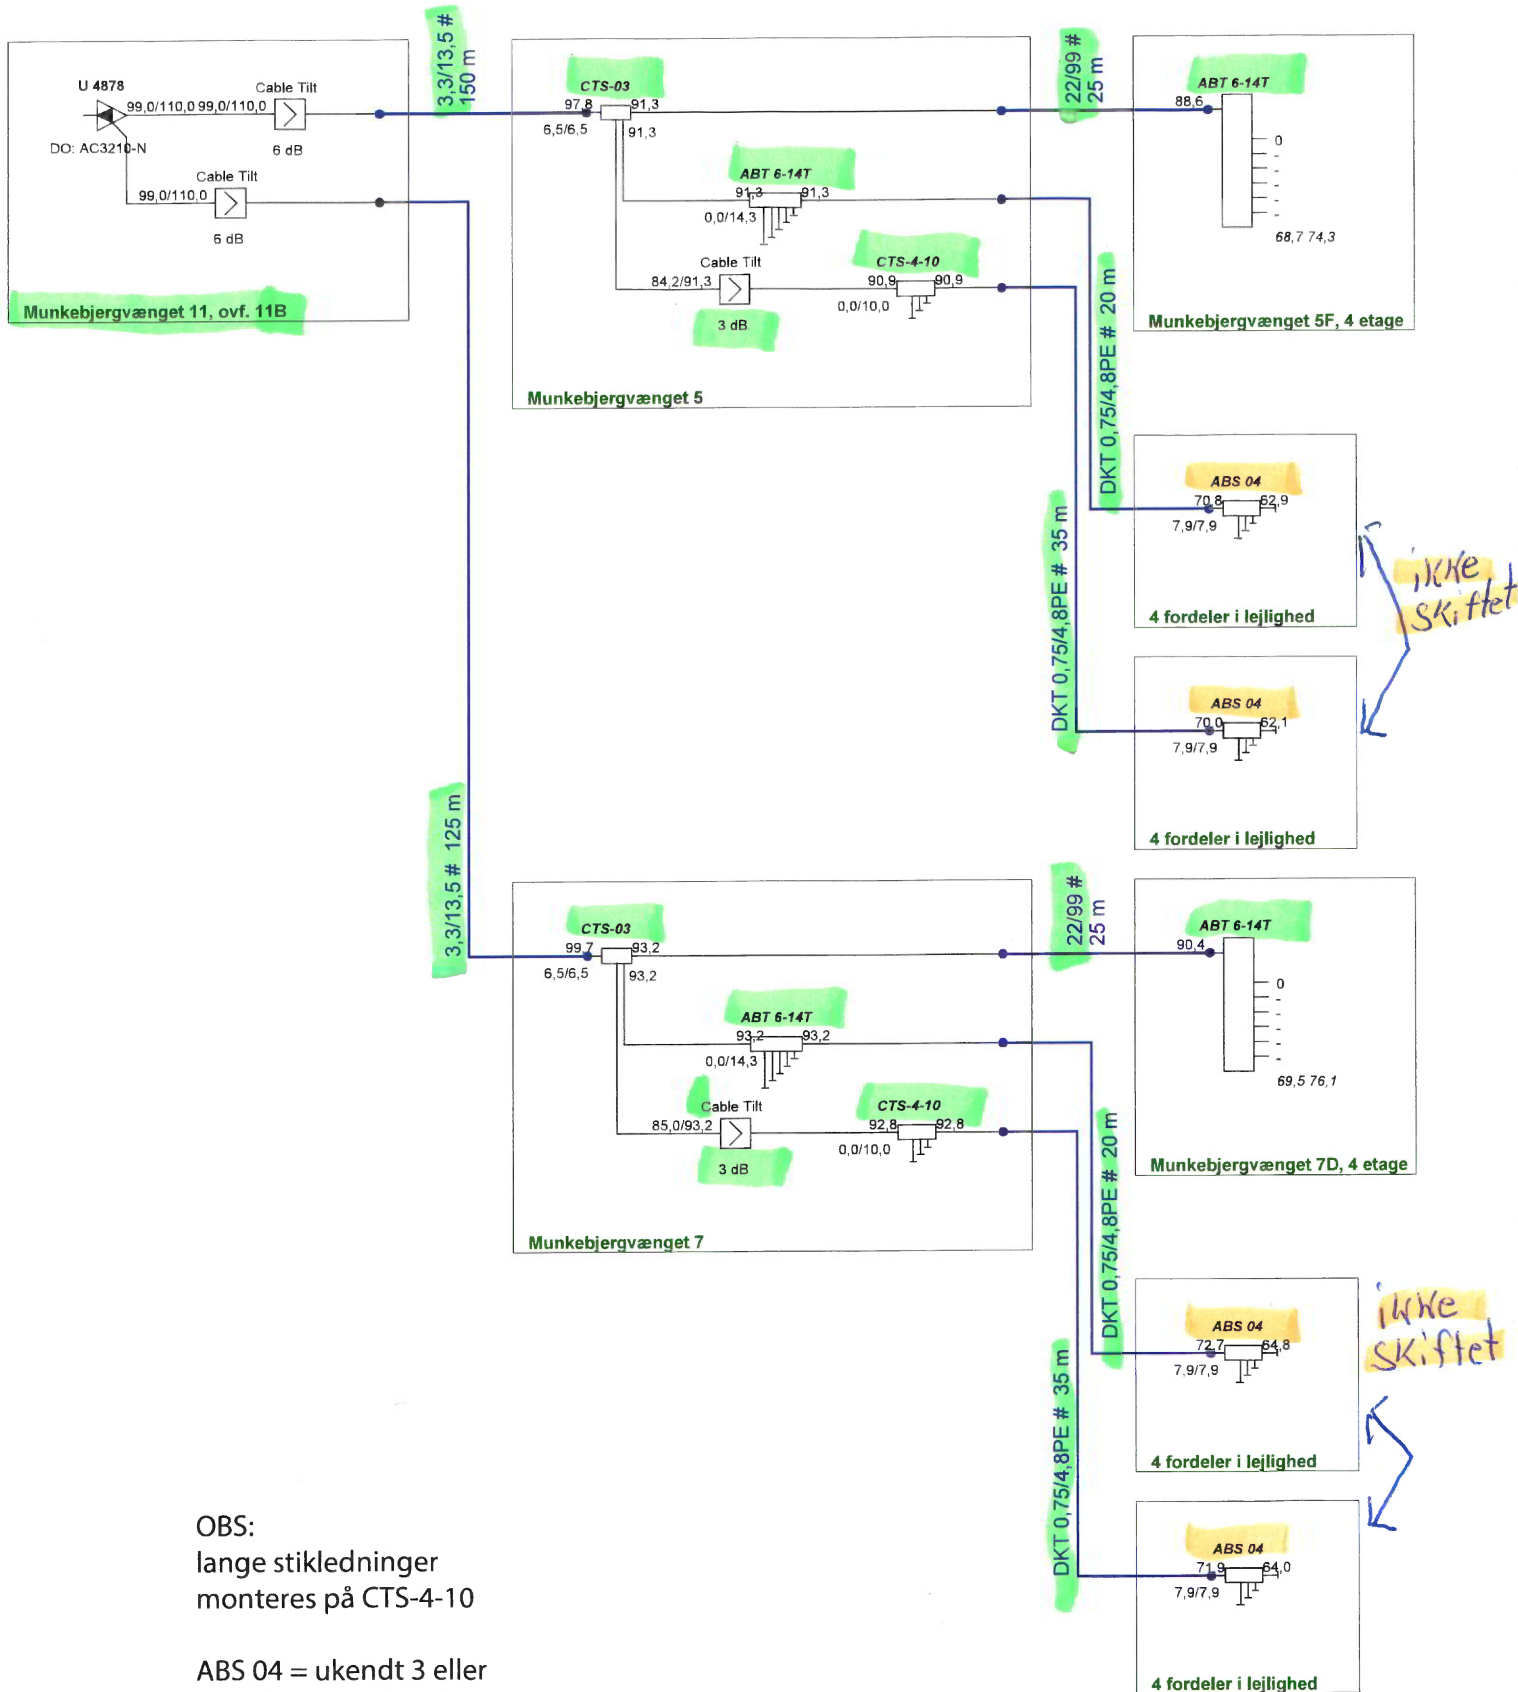 U 4878
99,0/110,0 99,0/110,0
Cable Tilt
DO: AC3210-N
6 dB
Cable Tilt
99,0/110,0
6 dB
Munkebjergvænget 11, ovf. 11B
3,3/13,5 #
150 m
CTS-03
97,8 91,3
6,5/6,5
91,3
ABT 6-14T
91,3 91,3
0,0/14,3
Cable Tilt
84,2/91,3
3 dB
CTS-4-10
90,9 90,9
0,0/10,0
Munkebjergvænget 5
22/99 #
25 m
ABT 6-14T
88,6
0
-
-
-
-
-
68,7 74,3
Munkebjergvænget 5F, 4 etage
DKT 0,75/4,8PE # 20 m
ABS 04
70,8 62,9
7,9/7,9
4 fordeler i lejlighed
ikke
skiftet
DKT 0,75/4,8PE # 35 m
ABS 04
70,0 62,1
7,9/7,9
4 fordeler i lejlighed
3,3/13,5 # 125 m
CTS-03
99,7 93,2
6,5/6,5
93,2
ABT 6-14T
93,2 93,2
0,0/14,3
Cable Tilt
85,0/93,2
3 dB
CTS-4-10
92,8 92,8
0,0/10,0
Munkebjergvænget 7
22/99 #
25 m
ABT 6-14T
90,4
0
-
-
-
-
-
69,5 76,1
Munkebjergvænget 7D, 4 etage
DKT 0,75/4,8PE # 20 m
ABS 04
72,7 64,8
7,9/7,9
4 fordeler i lejlighed
ikke
skiftet
DKT 0,75/4,8PE # 35 m
ABS 04
71,9 64,0
7,9/7,9
4 fordeler i lejlighed
OBS:
lange stikledninger
monteres på CTS-4-10
ABS 04 = ukendt 3 eller